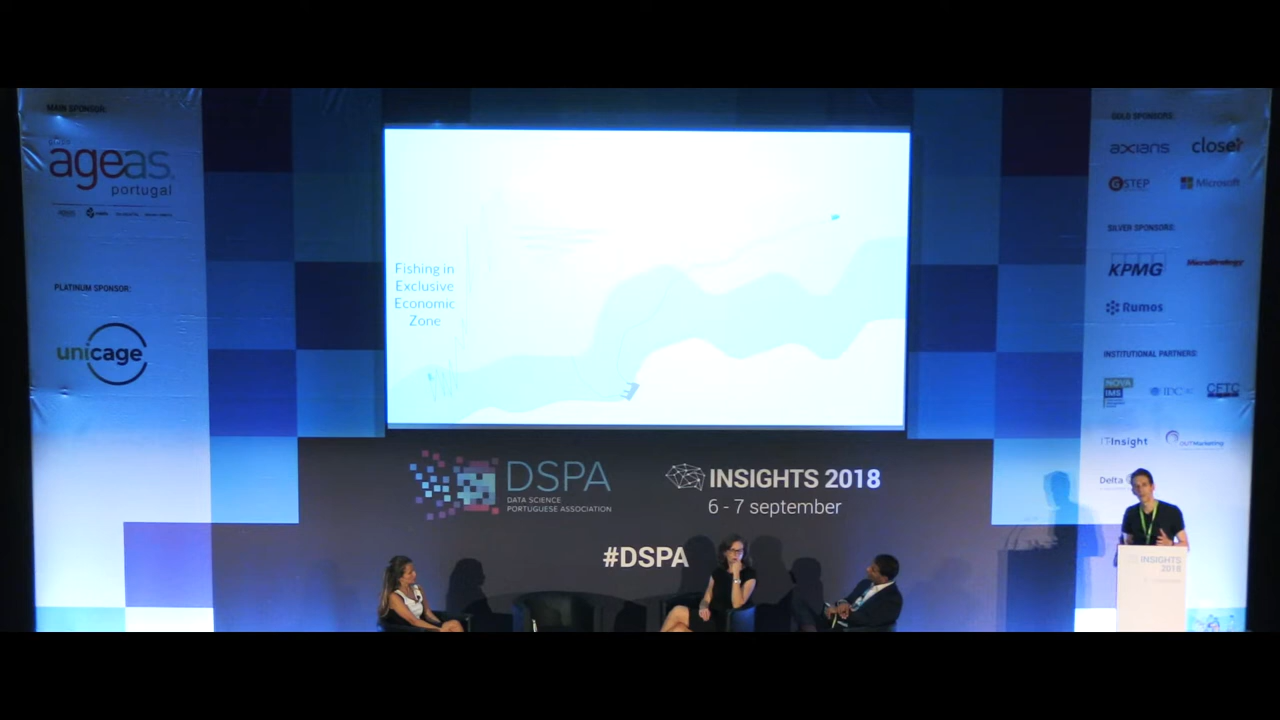 MAIN SPONSOR:
ageas
portugal
PLATINUM SPONSOR:
unicage
Fishing in
Exclusive
Economic
Zone
DSPA
DATA SCIENCE
PORTUGUESE ASSOCIATION
INSIGHTS 2018
6 - 7 september
#DSPA
GOLD SPONSORS:
axians
closer
GSTEP
Microsoft
SILVER SPONSORS:
KPMG
MicroStrategy
Rumos
INSTITUTIONAL PARTNERS:
NOVA
IMS
IDC
CFTC
ITInsight
OUTMarketing
Delta
INSIGHTS
2018